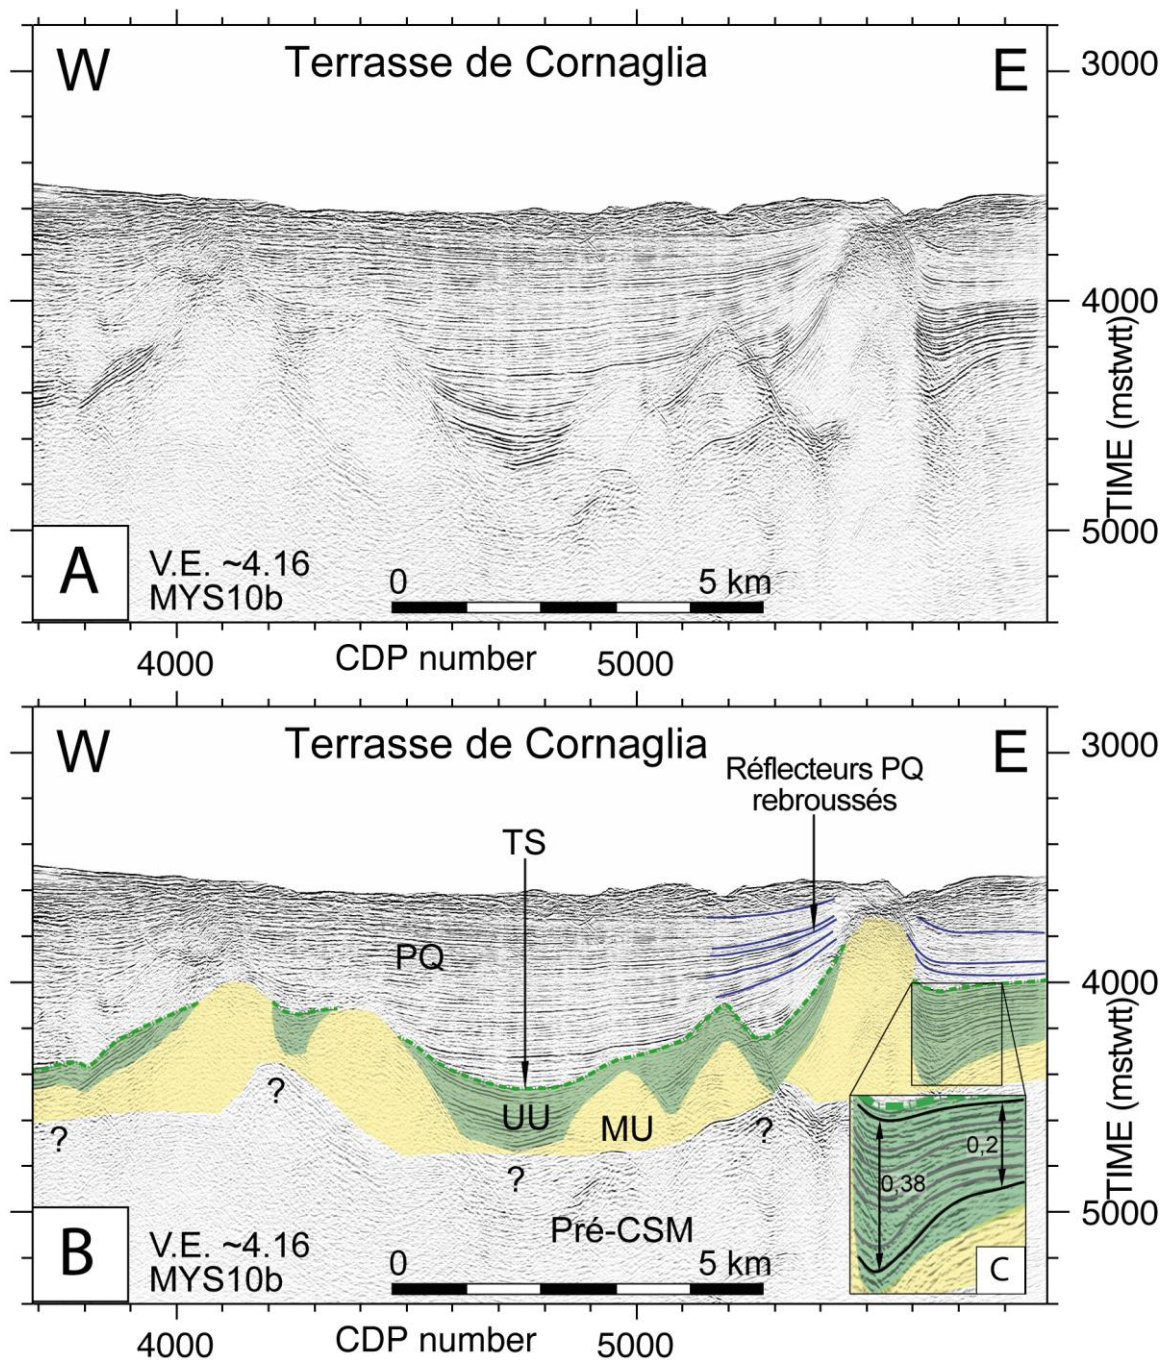 W Terrasse de Cornaglia E
3000
4000
5000
TIME (mstwtt)
A
V.E. ~4.16
MYS10b
0 5 km
4000 CDP number 5000
W Terrasse de Cornaglia E
3000
Réflecteurs PQ
rebroussés
TS
PQ
4000
UU
MU
?
?
?
?
0,38
0,2
TIME (mstwtt)
5000
Pré-CSM
B
V.E. ~4.16
MYS10b
0 5 km
C
4000 CDP number 5000